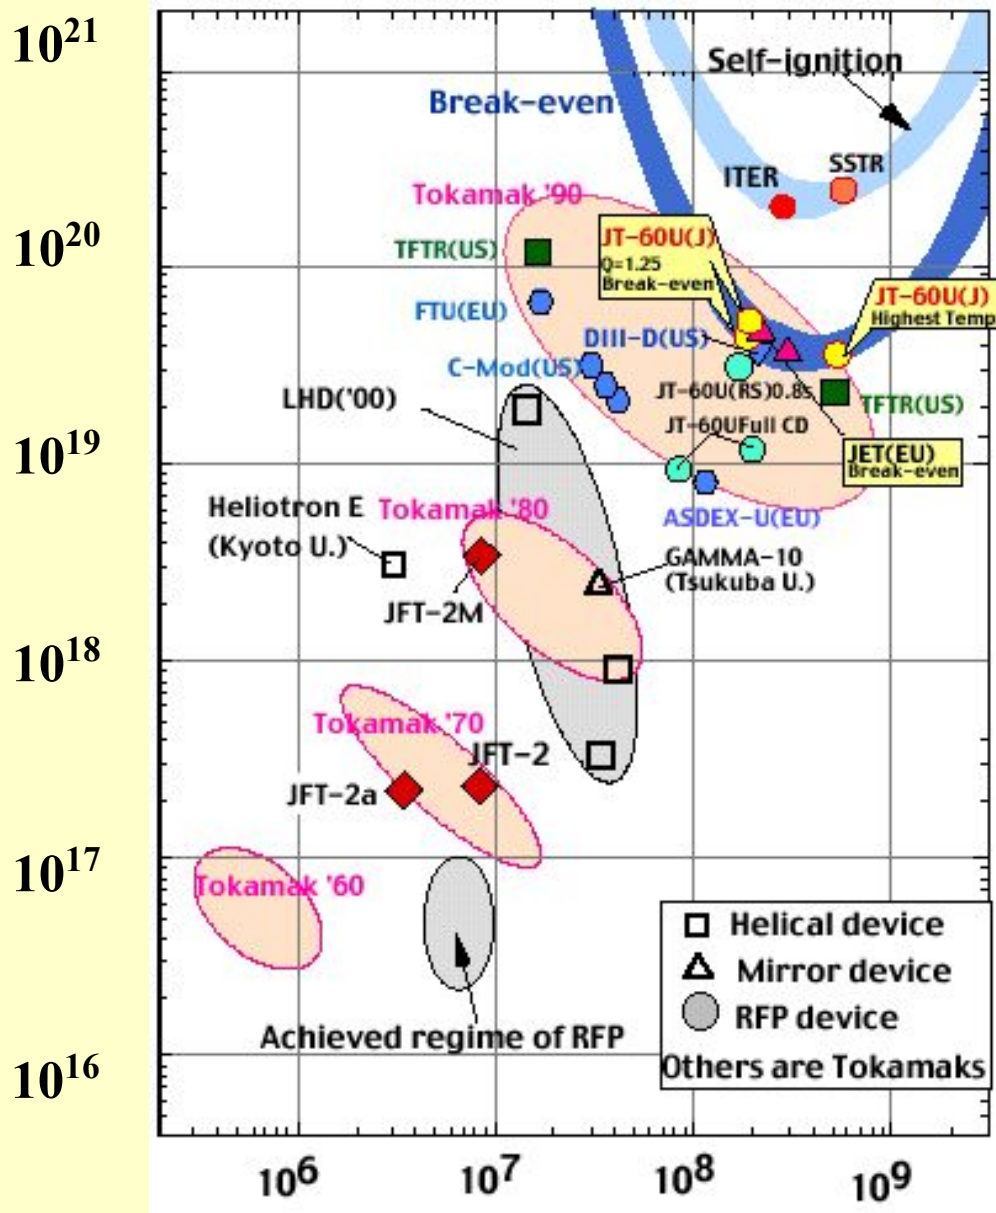 10²¹
Self-ignition
Break-even
ITER
SSTR
Tokamak '90
10²⁰
TFTR(US)
JT-60U(J)
Q=1.25
Break-even
JT-60U(J)
Highest Temp
FTU(EU)
DIII-D(US)
C-Mod(US)
JT-60U(RS)0.8s
LHD('00)
TFTR(US)
JT-60UFull CD
10¹⁹
JET(EU)
Break-even
Heliotron E
(Kyoto U.)
Tokamak '80
ASDEX-U(EU)
GAMMA-10
(Tsukuba U.)
JFT-2M
10¹⁸
Tokamak '70
JFT-2
JFT-2a
10¹⁷
Tokamak '60
Helical device
Mirror device
RFP device
Others are Tokamaks
Achieved regime of RFP
10¹⁶
10⁶
10⁷
10⁸
10⁹